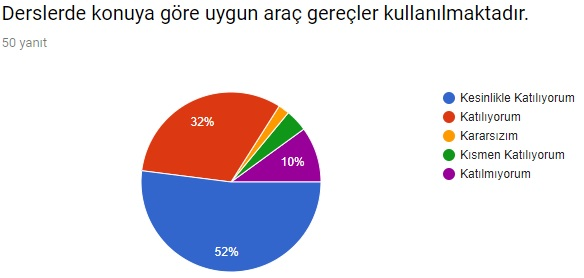 Derslerde konuya göre uygun araç gereçler kullanılmaktadır.
50 yanıt
Kesinlikle Katılıyorum
Katılıyorum
Kararsızım
Kısmen Katılıyorum
Katılmıyorum
32%
10%
52%